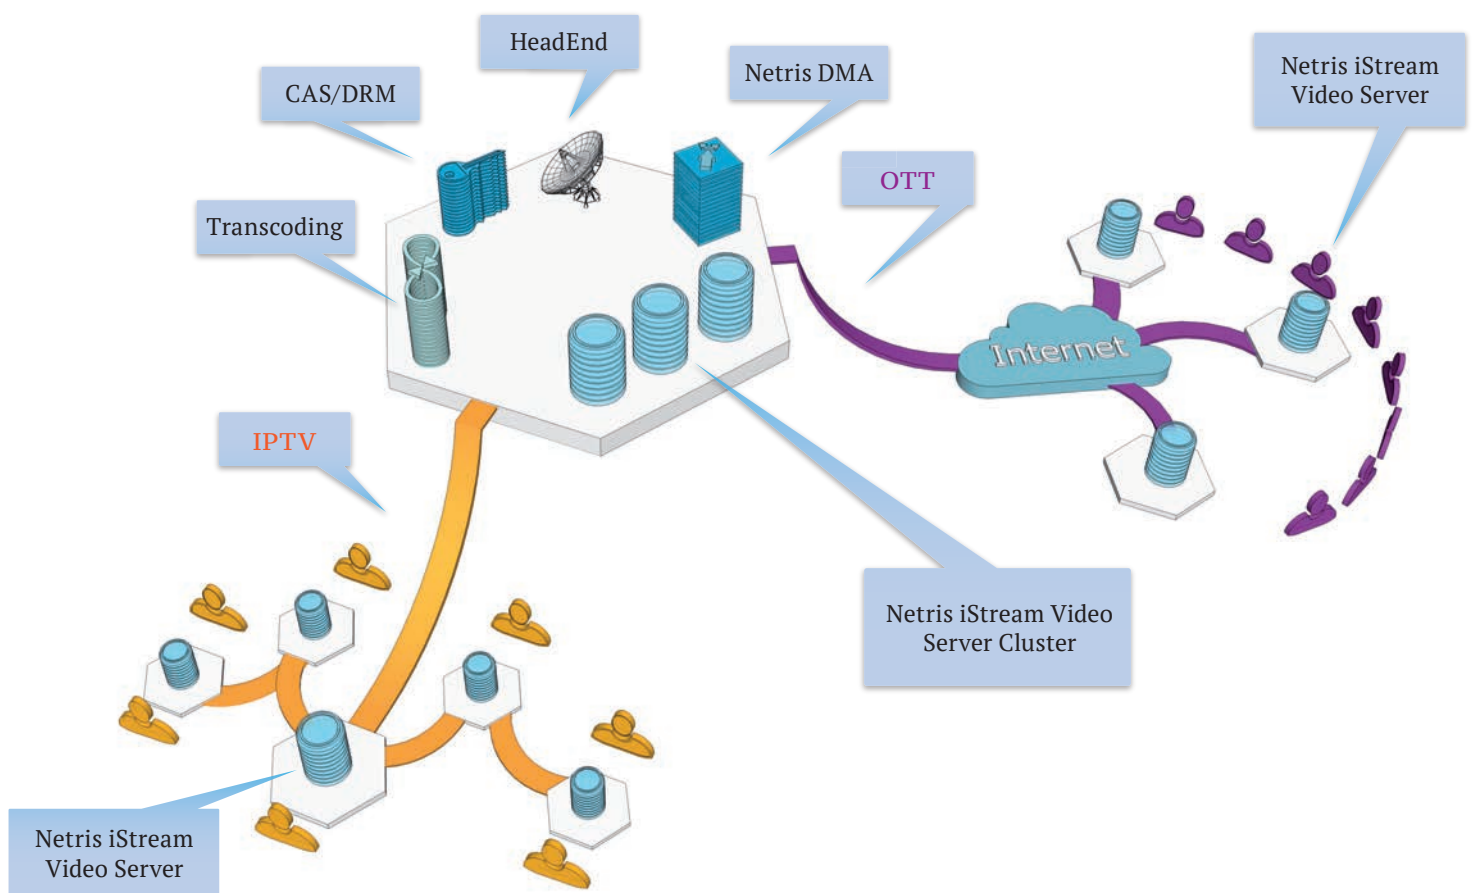 HeadEnd
CAS/DRM
Netris DMA
Netris iStream
Video Server
OTT
Transcoding
Internet
IPTV
Netris iStream Video
Server Cluster
Netris iStream
Video Server